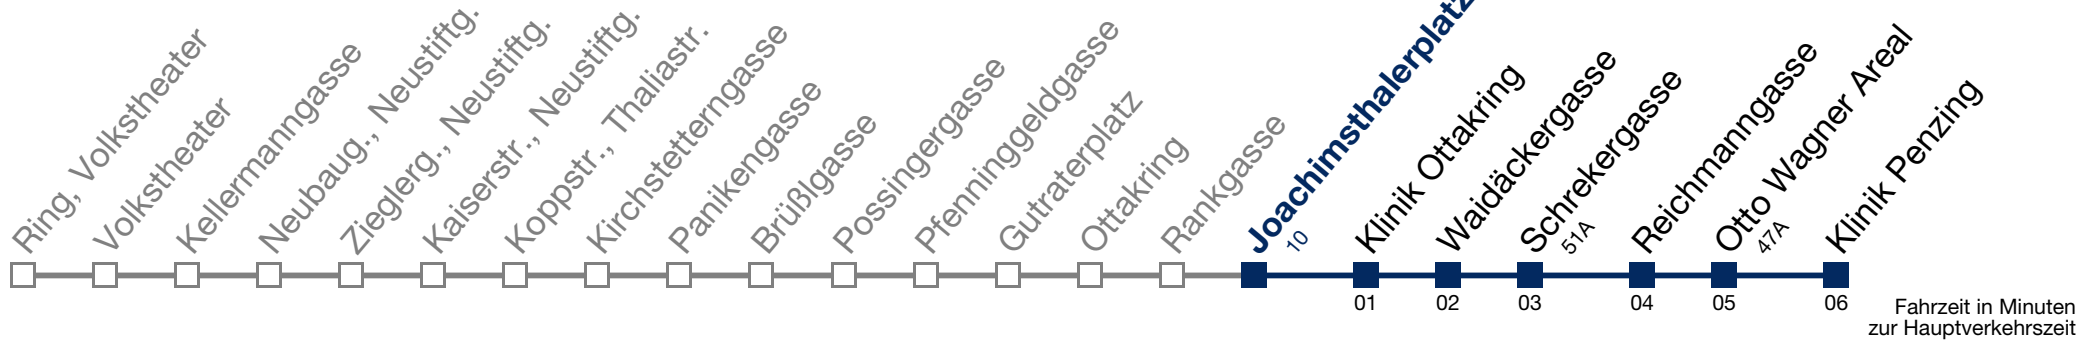 Ring, Volkstheater
Volkstheater
Kellermanngasse
Neubaug., Neustiftg.
Zieglerg., Neustiftg.
Kaiserstr., Neustiftg.
Koppstr., Thaliastr.
Kirchstetterngasse
Panikengasse
Brüßlgasse
Possingergasse
Pfenninggeldgasse
Gutraterplatz
Ottakring
Rankgasse
Joachimsthalerplatz
10
Klinik Ottakring
Waidäckergasse
Schrekergasse
51A
Reichmanngasse
Otto Wagner Areal
47A
Klinik Penzing
01
02
03
04
05
06
Fahrzeit in Minuten
zur Hauptverkehrszeit